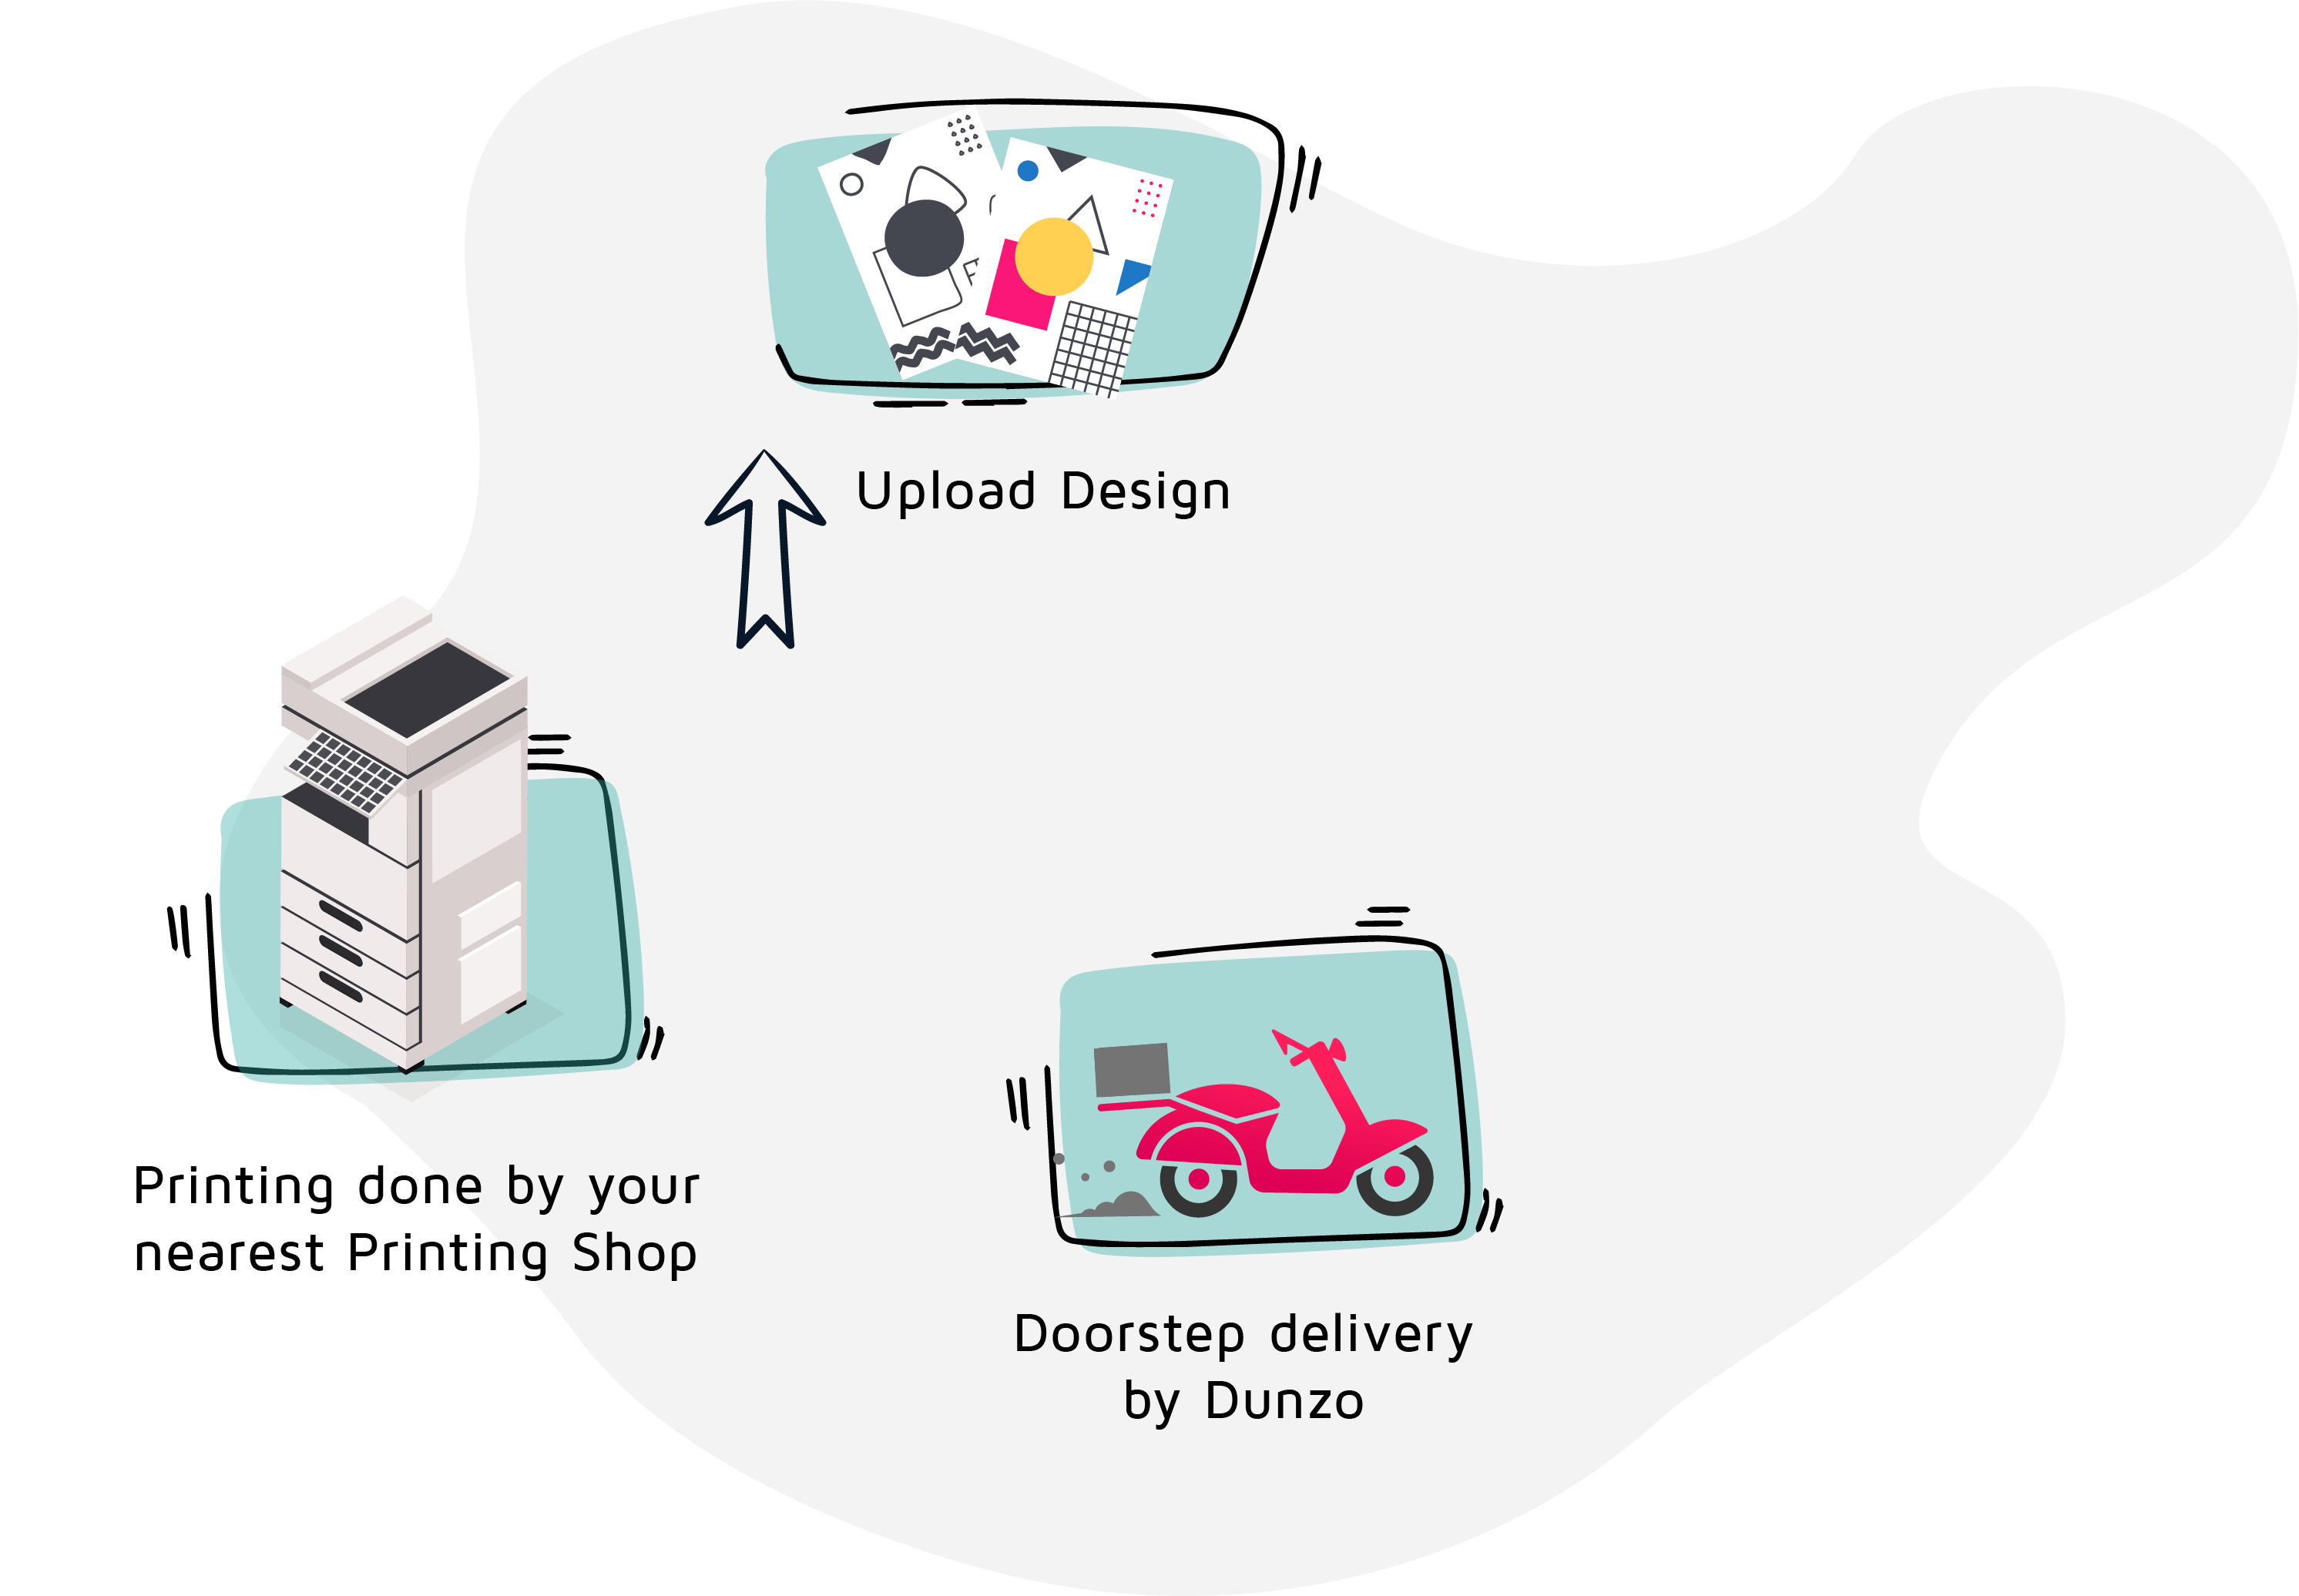 Upload Design
Printing done by your
nearest Printing Shop
Doorstep delivery
by Dunzo